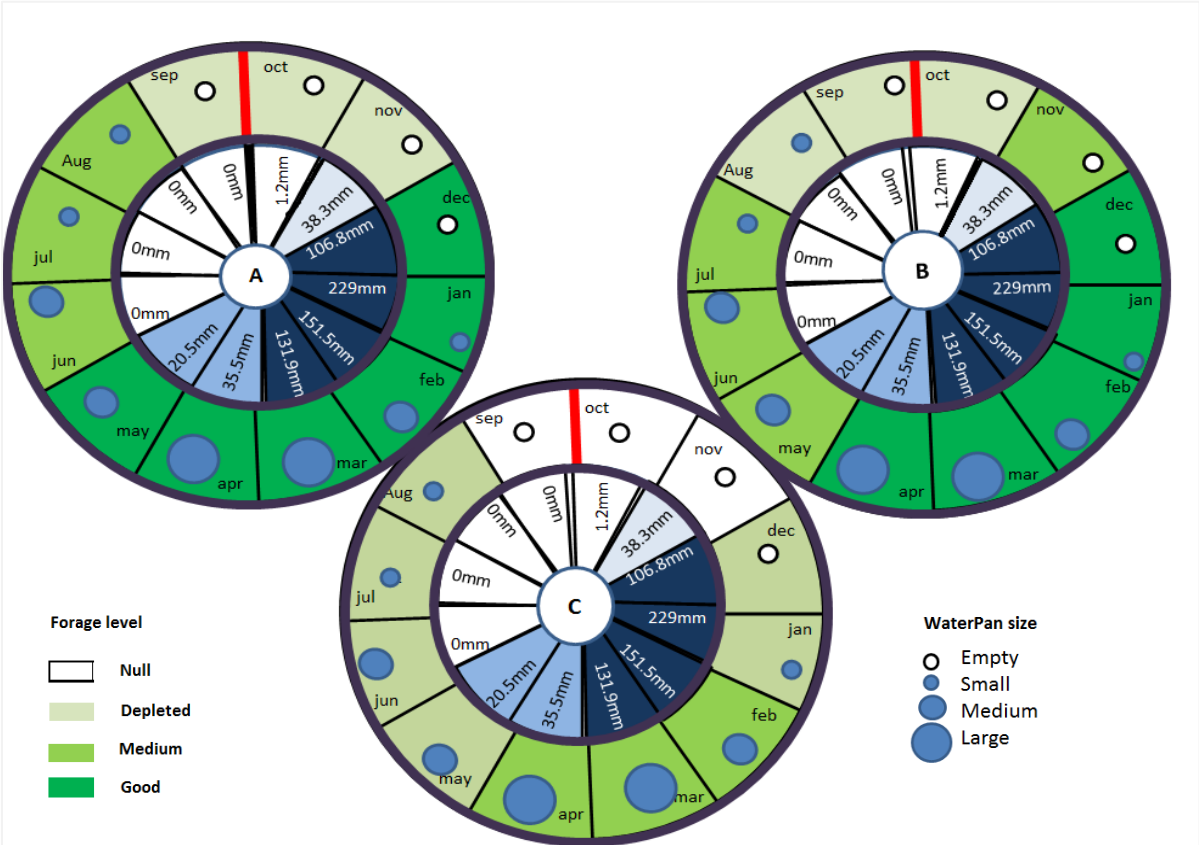 sep
oct
nov
dec
jan
feb
mar
apr
may
jun
jul
Aug
0mm
0mm
1.2mm
38.3mm
106.8mm
229mm
151.5mm
131.9mm
35.5mm
20.5mm
0mm
0mm
A
sep
oct
nov
dec
jan
feb
mar
apr
may
jun
jul
Aug
0mm
0mm
1.2mm
38.3mm
106.8mm
229mm
151.5mm
131.9mm
35.5mm
20.5mm
0mm
0mm
B
sep
oct
nov
dec
jan
feb
mar
apr
may
jun
jul
Aug
0mm
0mm
1.2mm
38.3mm
106.8mm
229mm
151.5mm
131.9mm
35.5mm
20.5mm
0mm
0mm
C
Forage level
Null
Depleted
Medium
Good
WaterPan size
Empty
Small
Medium
Large